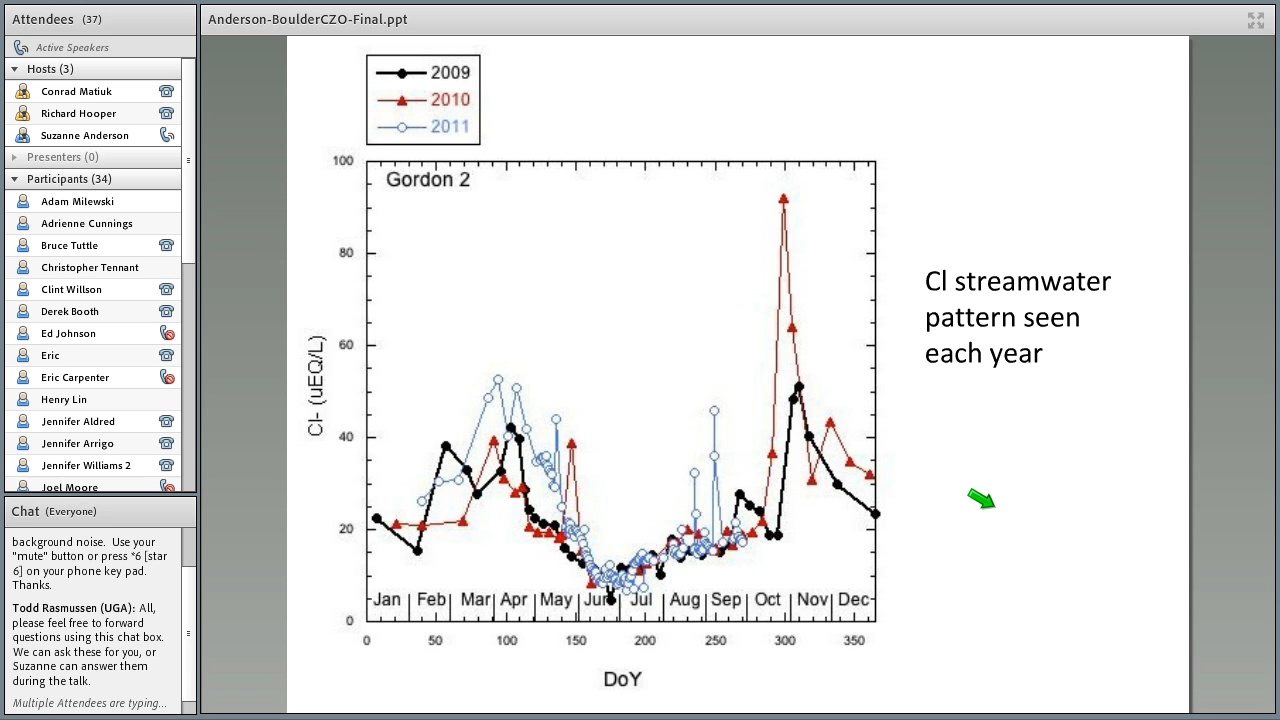 Attendees (37)
Active Speakers
Hosts (3)
Conrad Matiuk
Richard Hooper
Suzanne Anderson
Presenters (0)
Participants (34)
Adam Milewski
Adrienne Cunnings
Bruce Tuttle
Christopher Tennant
Clint Willson
Derek Booth
Ed Johnson
Eric
Eric Carpenter
Henry Lin
Jennifer Aldred
Jennifer Arrigo
Jennifer Williams 2
Joel Moore
Chat (Everyone)
background noise. Use your
"mute" button or press *6 [star
6] on your phone key pad
Thanks.
Todd Rasmussen (UGA): All,
please feel free to forward
questions using this chat box.
We can ask these for you, or
Suzanne can answer them
during the talk.
Multiple Attendees are typing...
Anderson-BoulderCZO-Final.ppt
2009
2010
2011
Gordon 2
100
80
60
40
20
0
Cl- (uEQ/L)
Jan Feb Mar Apr May Jun Jul Aug Sep Oct Nov Dec
0 50 100 150 200 250 300 350
DoY
Cl streamwater
pattern seen
each year